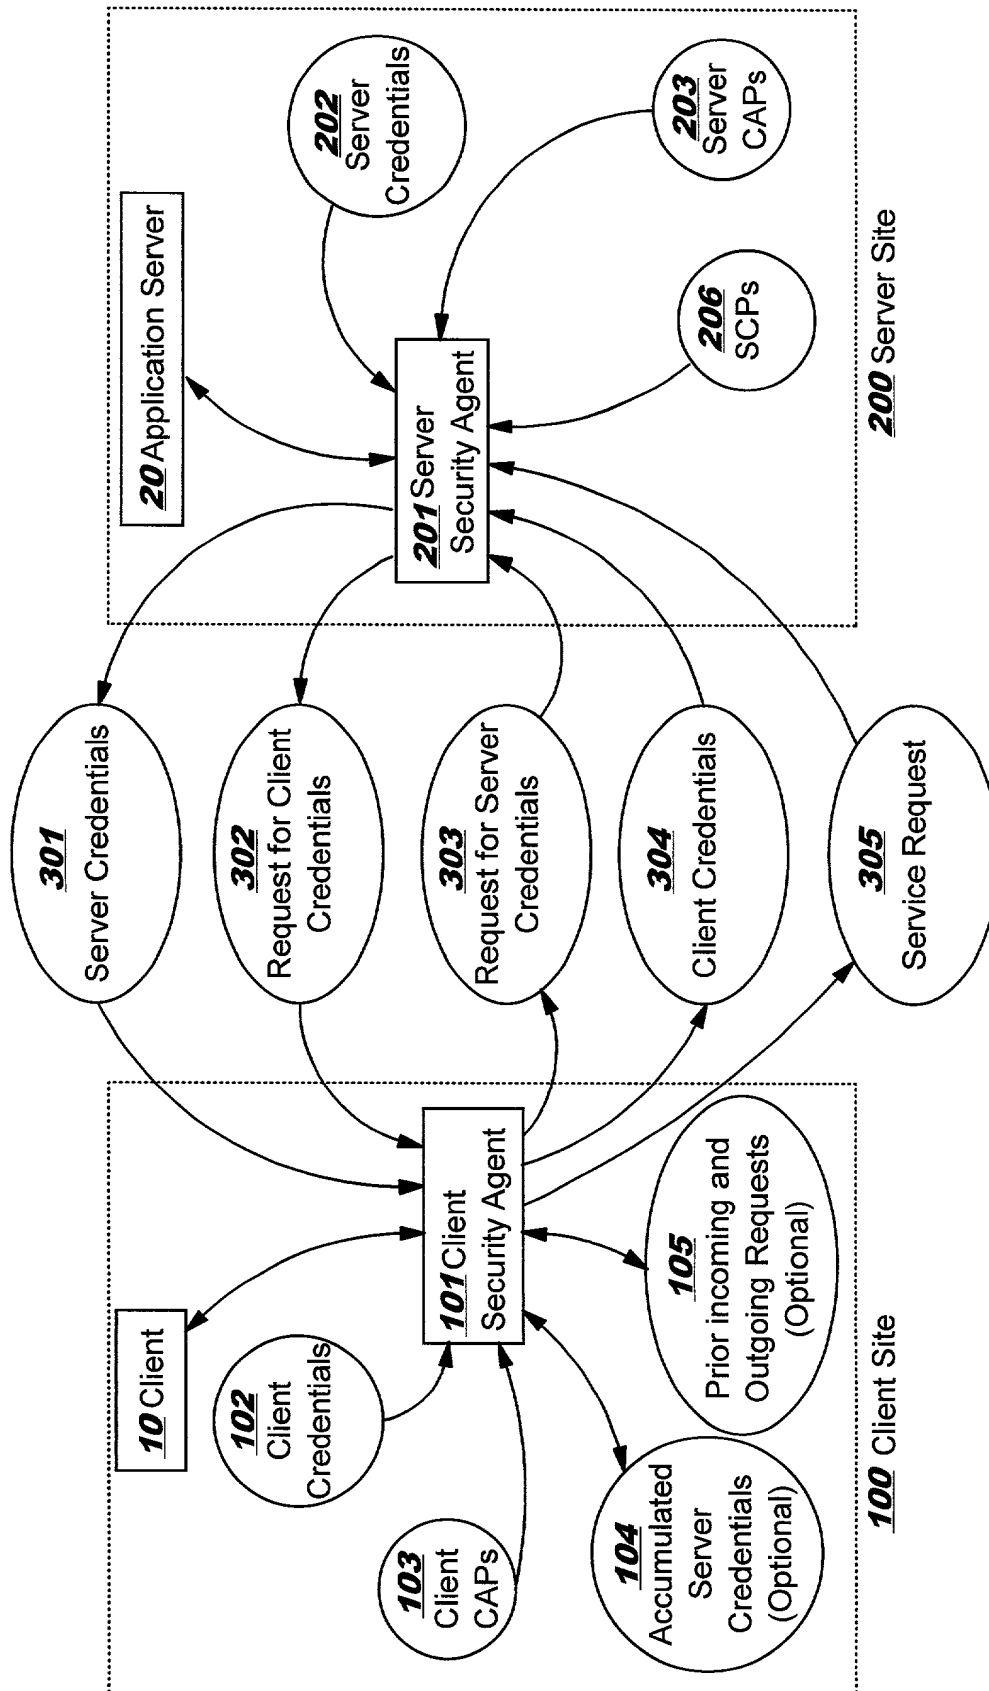 10 Client
102
Client
Credentials
103
Client
CAPs
101 Client
Security Agent
104
Accumulated
Server
Credentials
(Optional)
105
Prior incoming and
Outgoing Requests
(Optional)
100 Client Site
301
Server Credentials
302
Request for Client
Credentials
303
Request for Server
Credentials
304
Client Credentials
305
Service Request
20 Application Server
202
Server
Credentials
201 Server
Security Agent
203
Server
CAPs
206
SCPs
200 Server Site